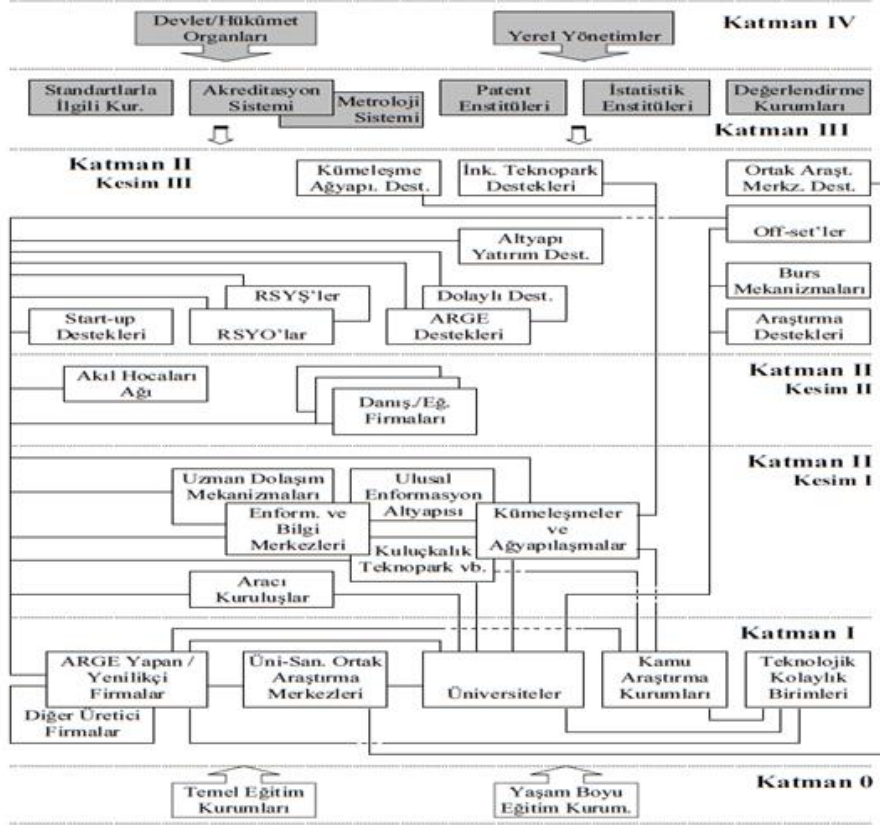 Devlet/Hükûmet
Organları
Yerel Yönetimler
Katman IV
Standartlarla
İlgili Kur.
Akreditasyon
Sistemi
Metroloji
Sistemi
Patent
Enstitüleri
İstatistik
Enstitüleri
Değerlendirme
Kurumları
Katman III
Katman II
Kesim III
Kümeleşme
Ağyapı. Dest.
İnk. Teknopark
Destekleri
Ortak Araşt.
Merkz. Dest.
Off-set'ler
Altyapı
Yatırım Dest.
Burs
Mekanizmaları
RSYŞ'ler
Dolaylı Dest.
Start-up
Destekleri
RSYO'lar
ARGE
Destekleri
Araştırma
Destekleri
Katman II
Kesim II
Akıl Hocaları
Ağı
Danış./Eğ.
Firmaları
Katman II
Kesim I
Uzman Dolaşım
Mekanizmaları
Ulusal
Enformasyon
Altyapısı
Enform. ve
Bilgi
Merkezleri
Kümeleşmeler
ve
Ağyapılaşmalar
Kuluçkalık
Teknopark vb.
Aracı
Kuruluşlar
Katman I
ARGE Yapan /
Yenilikçi
Firmalar
Üni-San. Ortak
Araştırma
Merkezleri
Üniversiteler
Kamu
Araştırma
Kurumları
Teknolojik
Kolaylık
Birimleri
Diğer Üretici
Firmalar
Katman 0
Temel Eğitim
Kurumları
Yaşam Boyu
Eğitim Kurum.